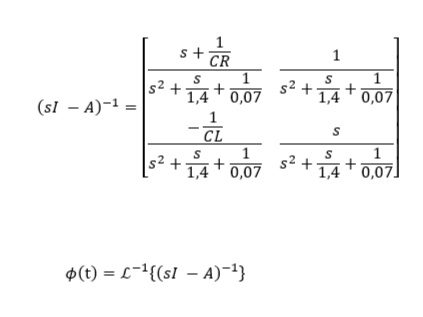 (sI − A)⁻¹ = [ (s + 1/CR)/(s² + s/1,4 + 1/0,07)   1/(s² + s/1,4 + 1/0,07) ; (−1/CL)/(s² + s/1,4 + 1/0,07)   s/(s² + s/1,4 + 1/0,07) ]
ϕ(t) = ℒ⁻¹{(sI − A)⁻¹}